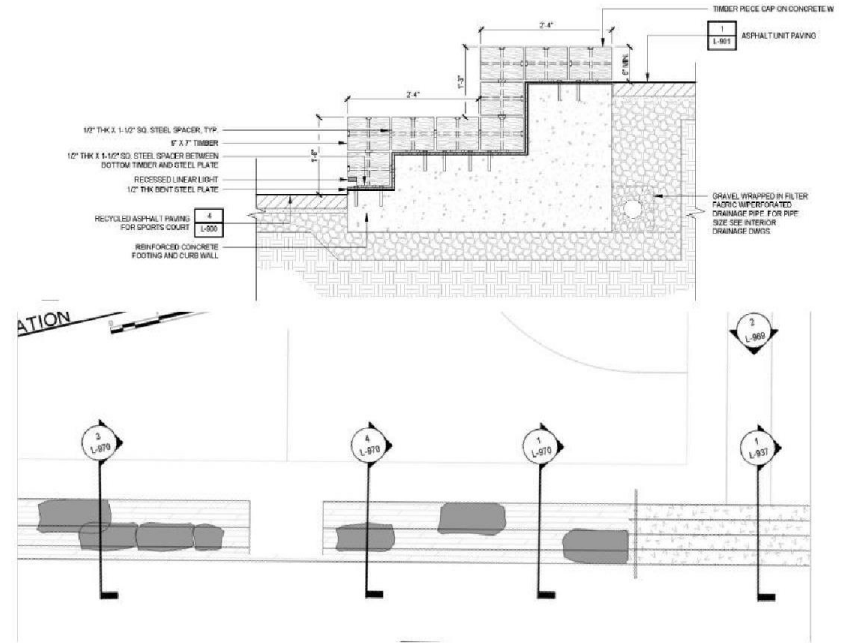 TIMBER PIECE CAP ON CONCRETE W
2'-4"
1
L-901
ASPHALT UNIT PAVING
6" MIN.
1'-3"
2'-4"
1/2" THK X 1-1/2" SQ. STEEL SPACER, TYP.
6" X 7" TIMBER
1/2" THK X 1-1/2" SQ. STEEL SPACER BETWEEN
BOTTOM TIMBER AND STEEL PLATE
RECESSED LINEAR LIGHT
1/2" THK BENT STEEL PLATE
RECYCLED ASPHALT PAVING
FOR SPORTS COURT
4
L-900
REINFORCED CONCRETE
FOOTING AND CURB WALL
GRAVEL WRAPPED IN FILTER
FABRIC W/PERFORATED
DRAINAGE PIPE. FOR PIPE
SIZE SEE INTERIOR
DRAINAGE DWGS.
ATION
2
L-969
3
L-970
4
L-970
1
L-970
1
L-937